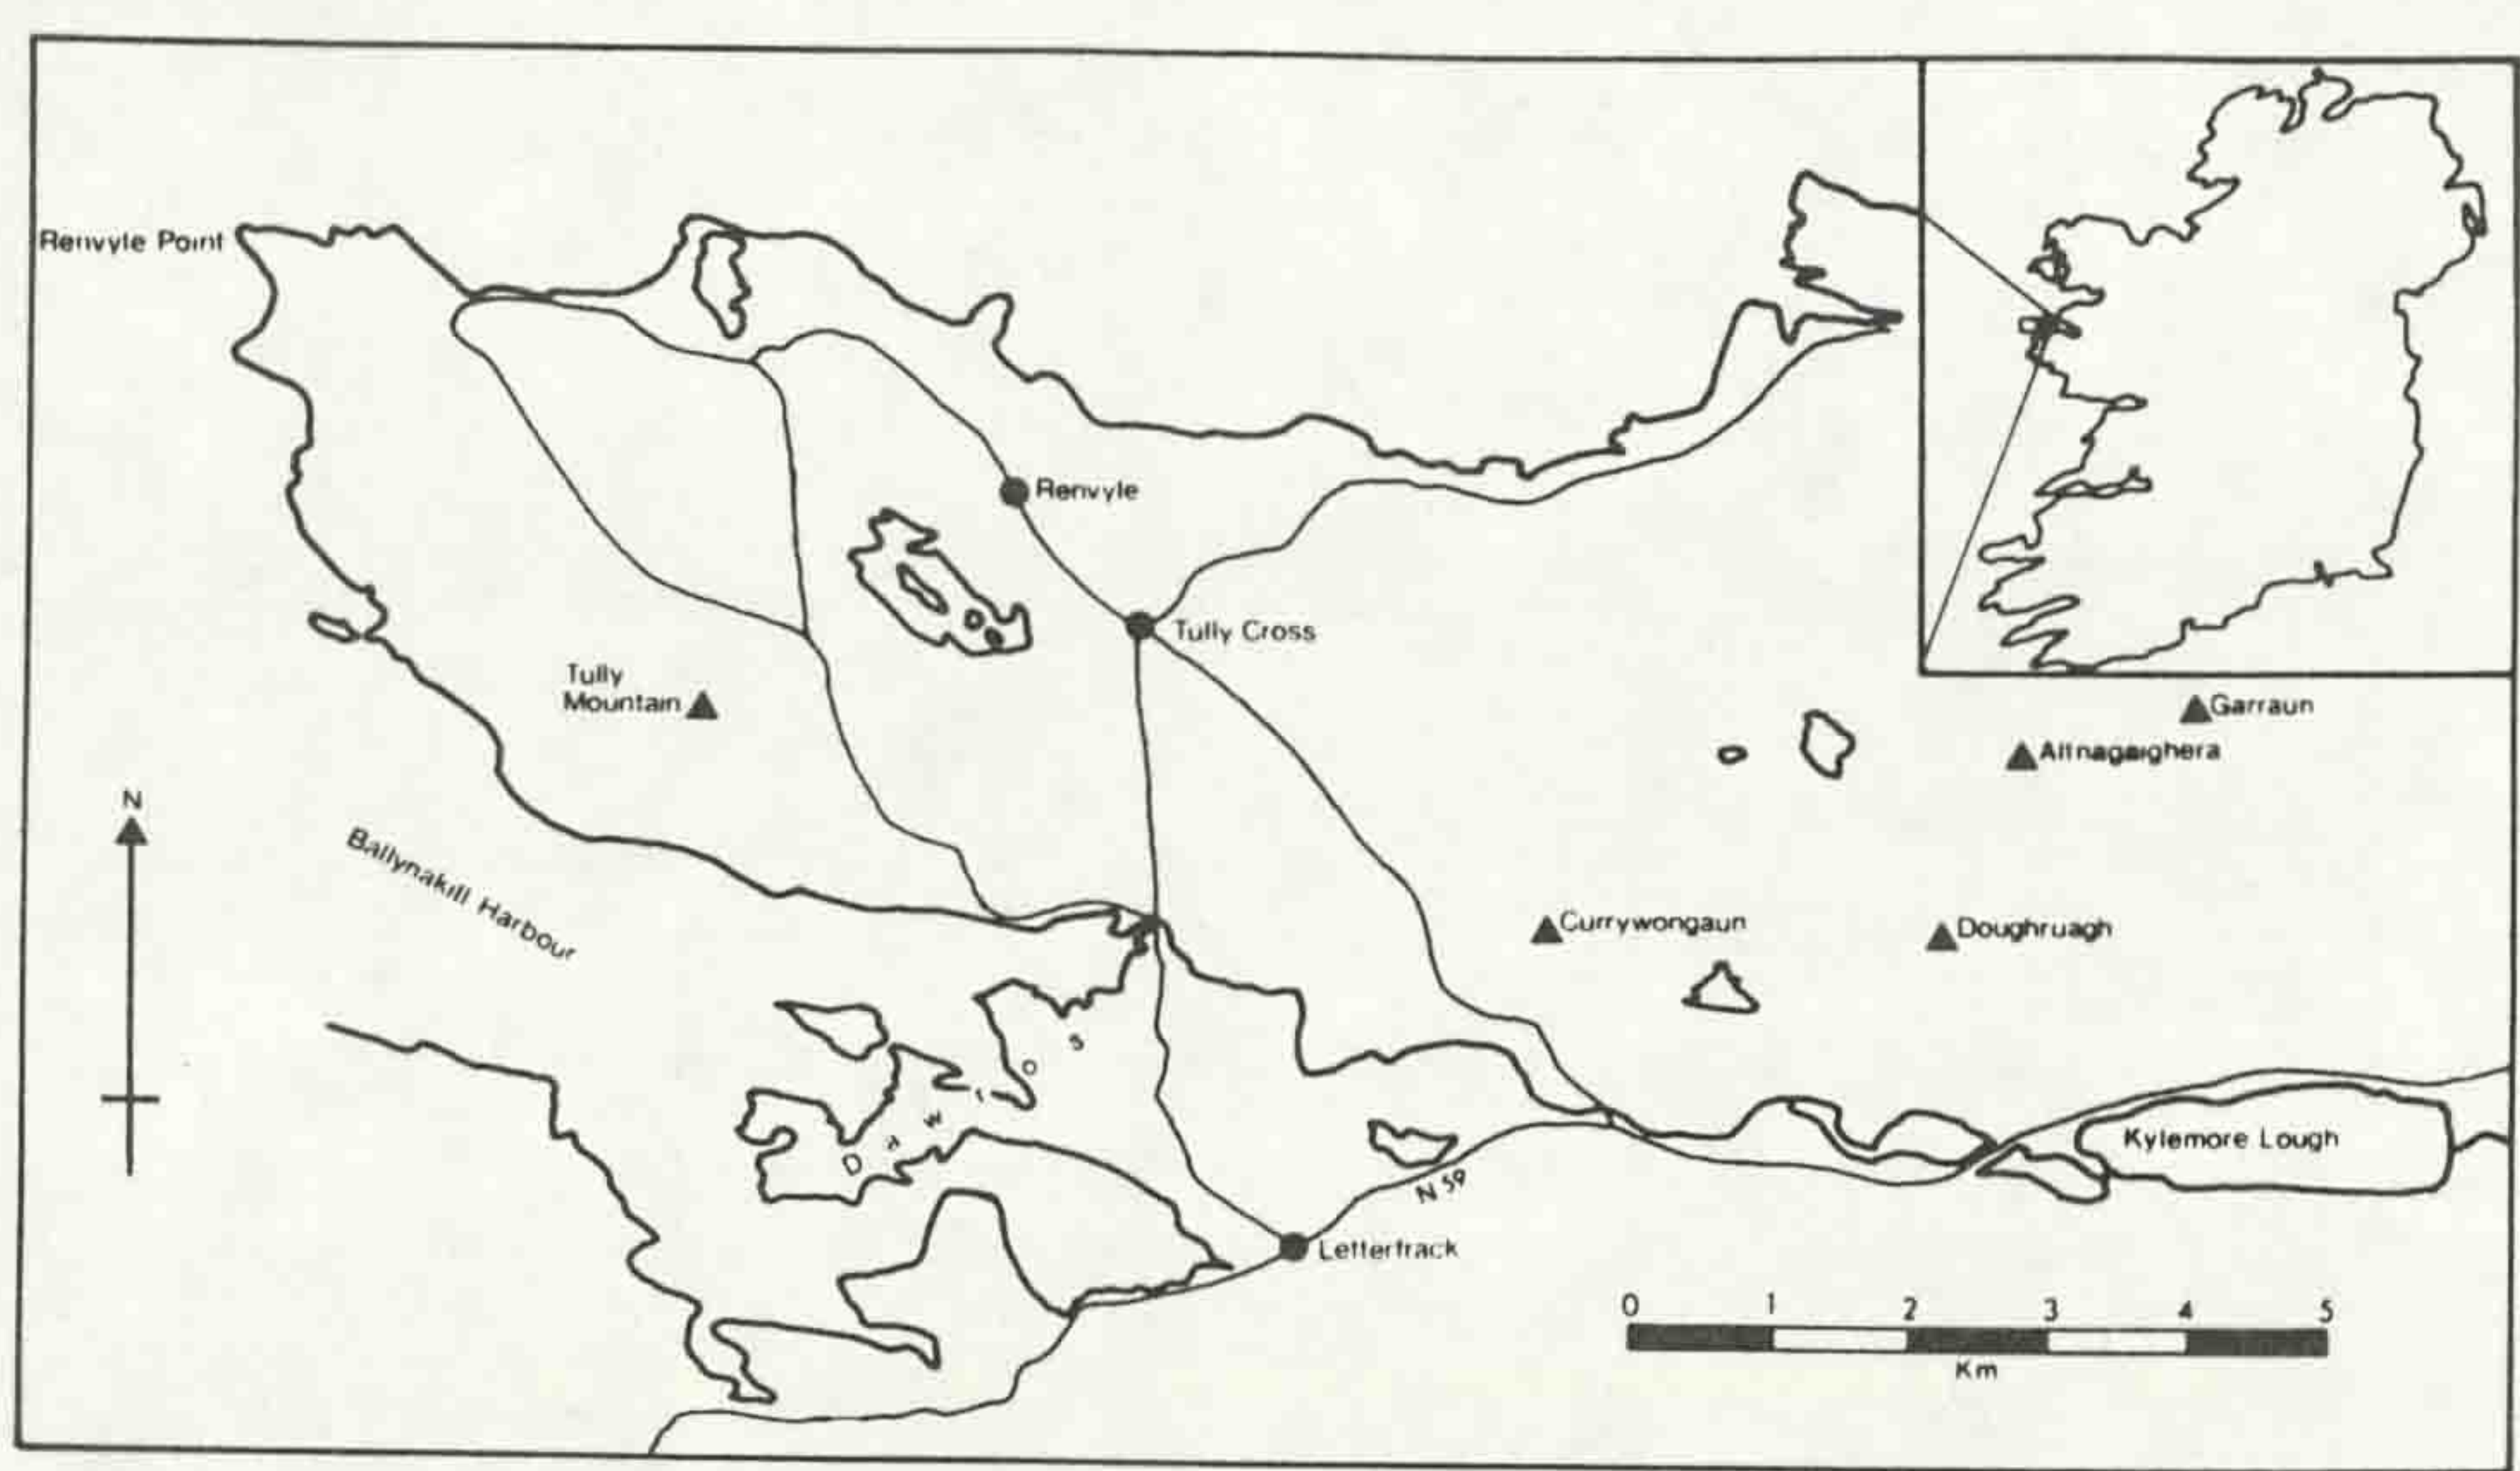 Renvyle Point
Renvyle
Tully Cross
Tully
Mountain
Garraun
Altnagaighera
N
Ballynakill Harbour
Currywongaun
Doughruagh
Dawros
Kylemore Lough
N 59
Letterfrack
0 1 2 3 4 5
Km